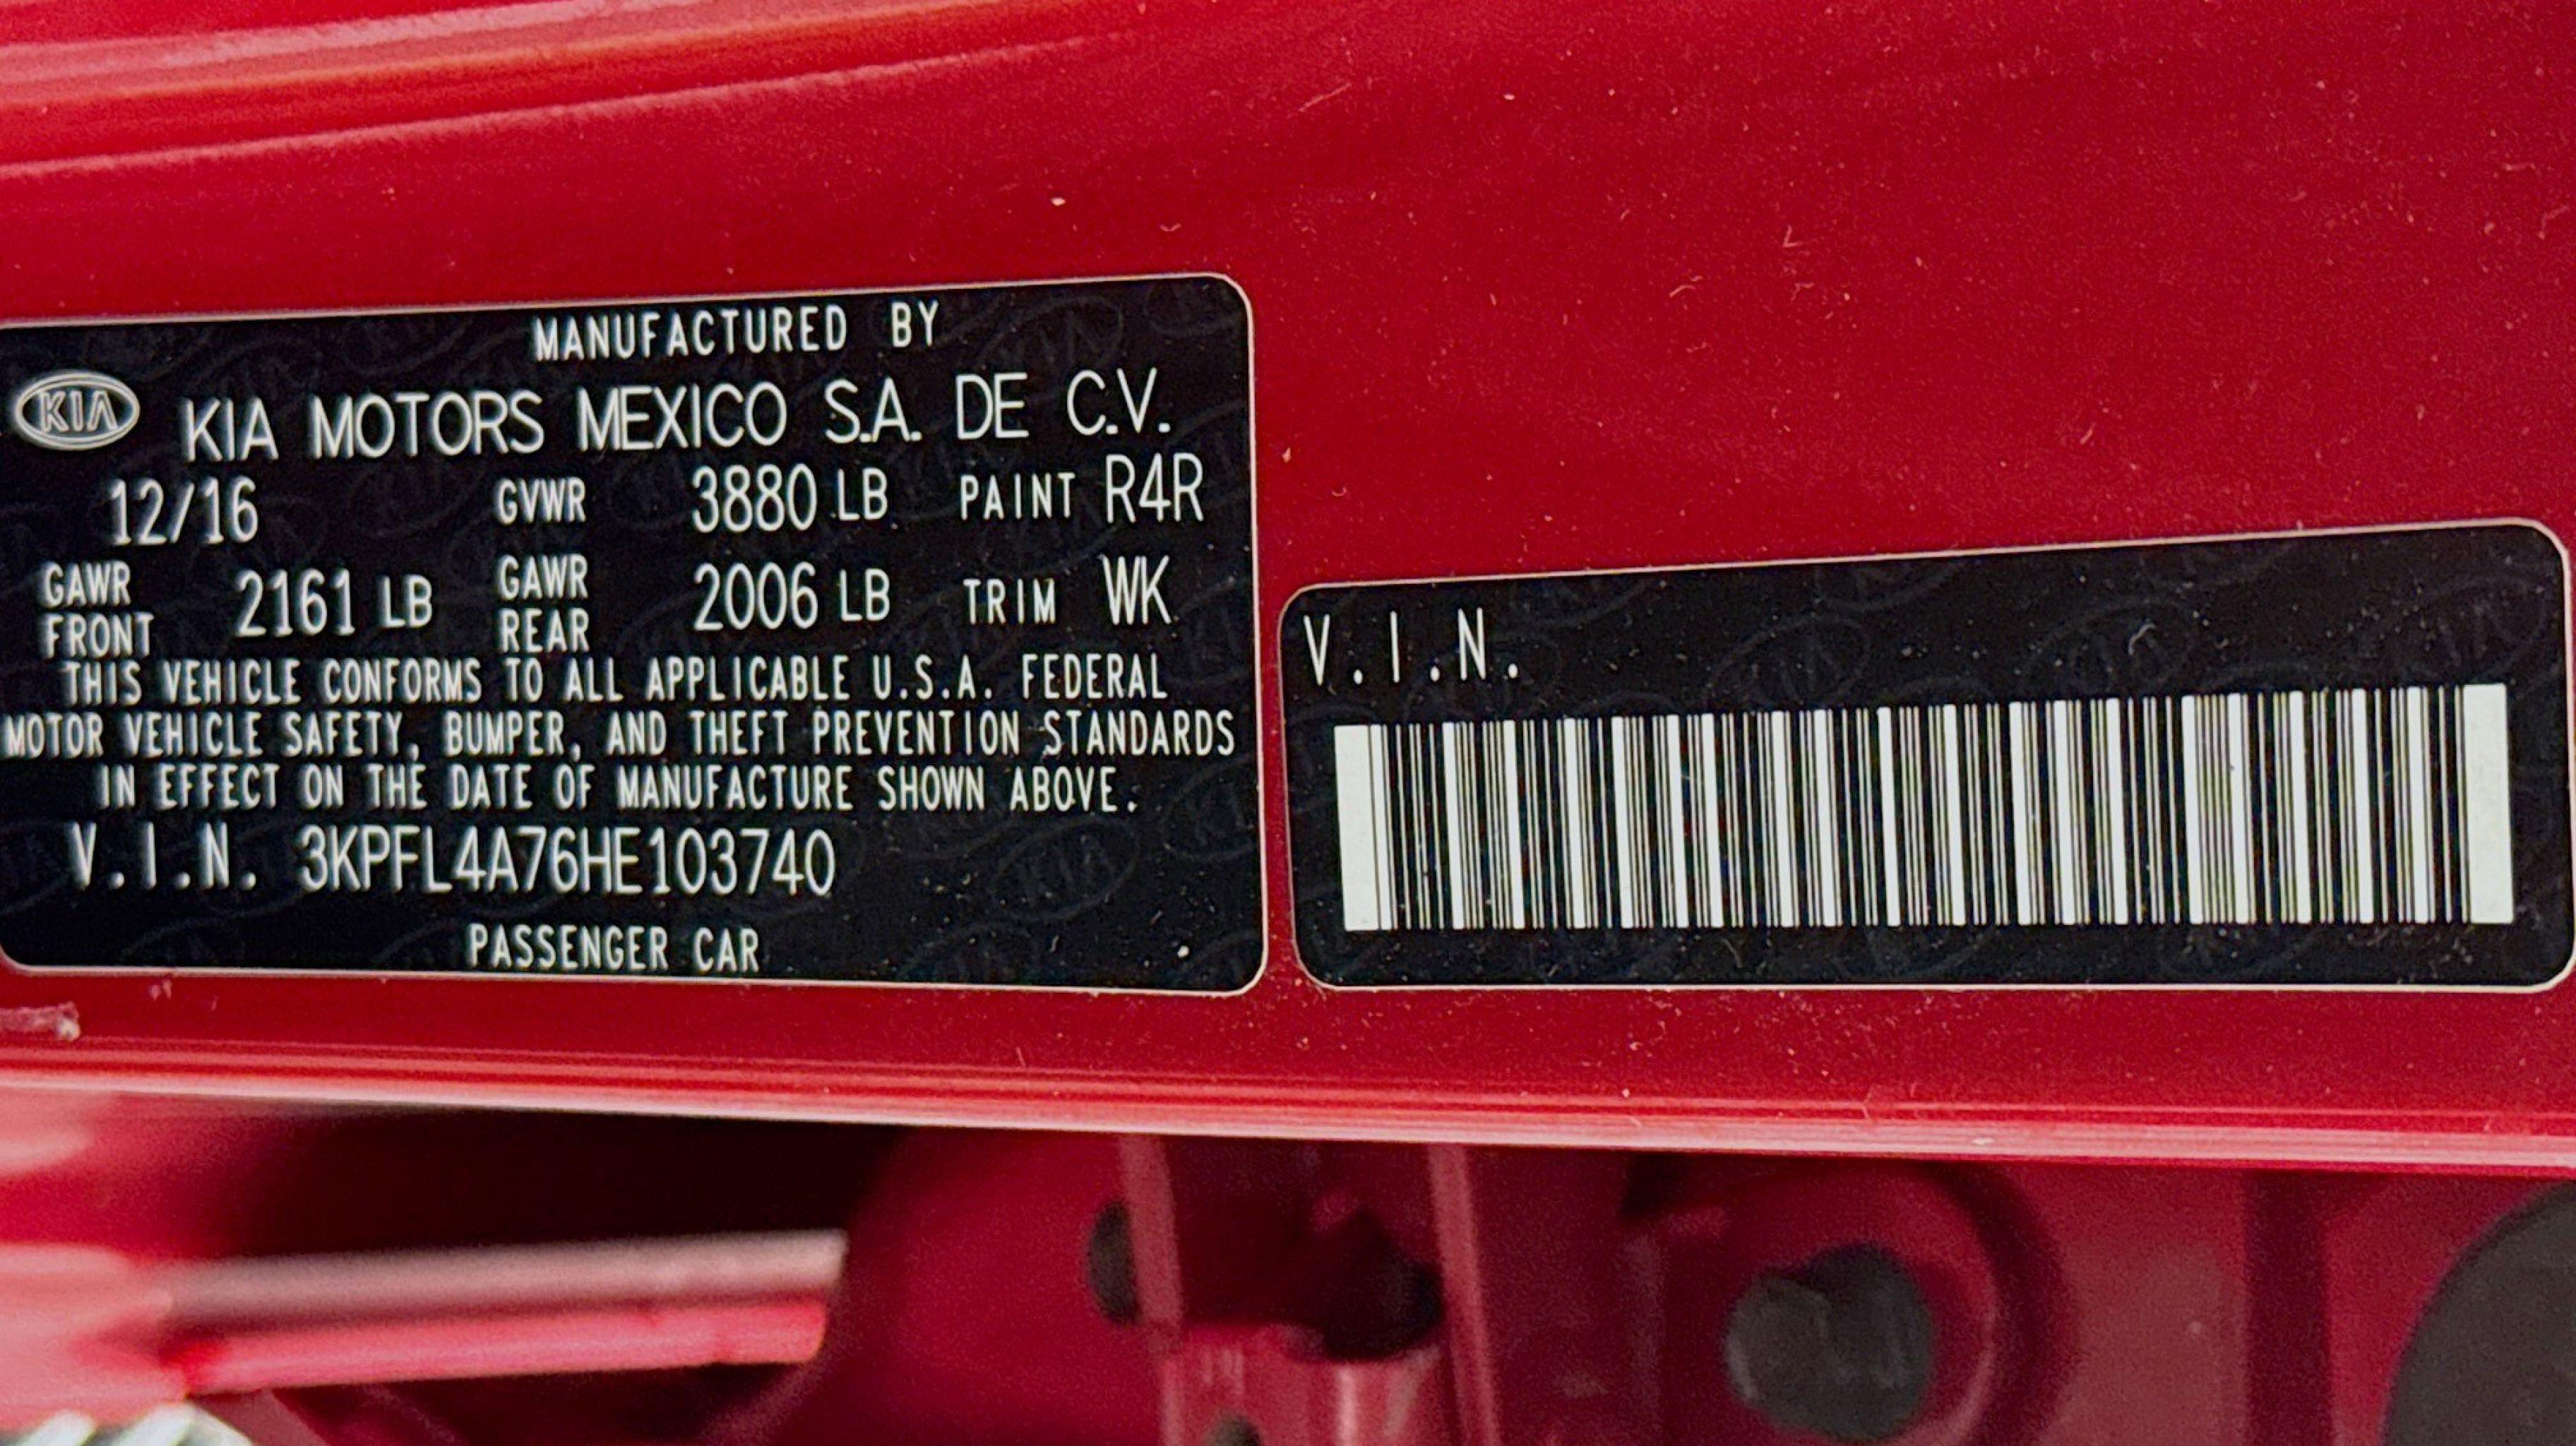 MANUFACTURED BY
KIA KIA MOTORS MEXICO S.A. DE C.V.
12/16 GVWR 3880 LB PAINT R4R
GAWR FRONT 2161 LB GAWR REAR 2006 LB TRIM WK
THIS VEHICLE CONFORMS TO ALL APPLICABLE U.S.A. FEDERAL
MOTOR VEHICLE SAFETY, BUMPER, AND THEFT PREVENTION STANDARDS
IN EFFECT ON THE DATE OF MANUFACTURE SHOWN ABOVE.
V.I.N. 3KPFL4A76HE103740
PASSENGER CAR
V.I.N.